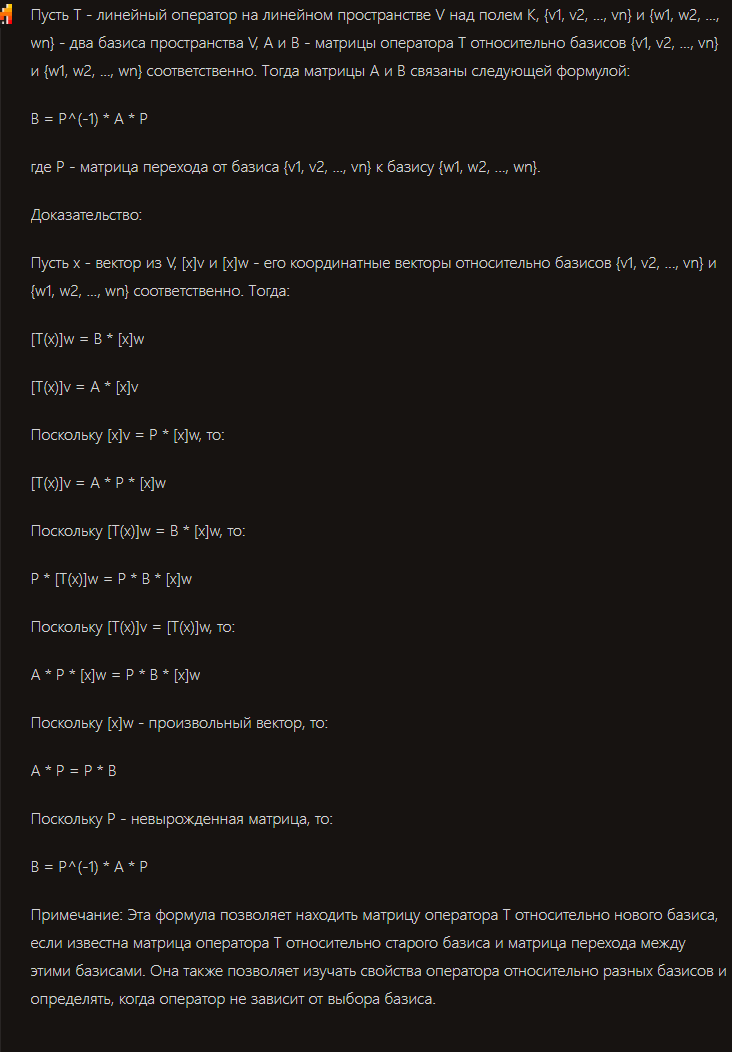 Пусть T - линейный оператор на линейном пространстве V над полем K, {v1, v2, ..., vn} и {w1, w2, ...,
wn} - два базиса пространства V, A и B - матрицы оператора T относительно базисов {v1, v2, ..., vn}
и {w1, w2, ..., wn} соответственно. Тогда матрицы A и B связаны следующей формулой:
B = P^(-1) * A * P
где P - матрица перехода от базиса {v1, v2, ..., vn} к базису {w1, w2, ..., wn}.
Доказательство:
Пусть x - вектор из V, [x]v и [x]w - его координатные векторы относительно базисов {v1, v2, ..., vn} и
{w1, w2, ..., wn} соответственно. Тогда:
[T(x)]w = B * [x]w
[T(x)]v = A * [x]v
Поскольку [x]v = P * [x]w, то:
[T(x)]v = A * P * [x]w
Поскольку [T(x)]w = B * [x]w, то:
P * [T(x)]w = P * B * [x]w
Поскольку [T(x)]v = [T(x)]w, то:
A * P * [x]w = P * B * [x]w
Поскольку [x]w - произвольный вектор, то:
A * P = P * B
Поскольку P - невырожденная матрица, то:
B = P^(-1) * A * P
Примечание: Эта формула позволяет находить матрицу оператора T относительно нового базиса,
если известна матрица оператора T относительно старого базиса и матрица перехода между
этими базисами. Она также позволяет изучать свойства оператора относительно разных базисов и
определять, когда оператор не зависит от выбора базиса.